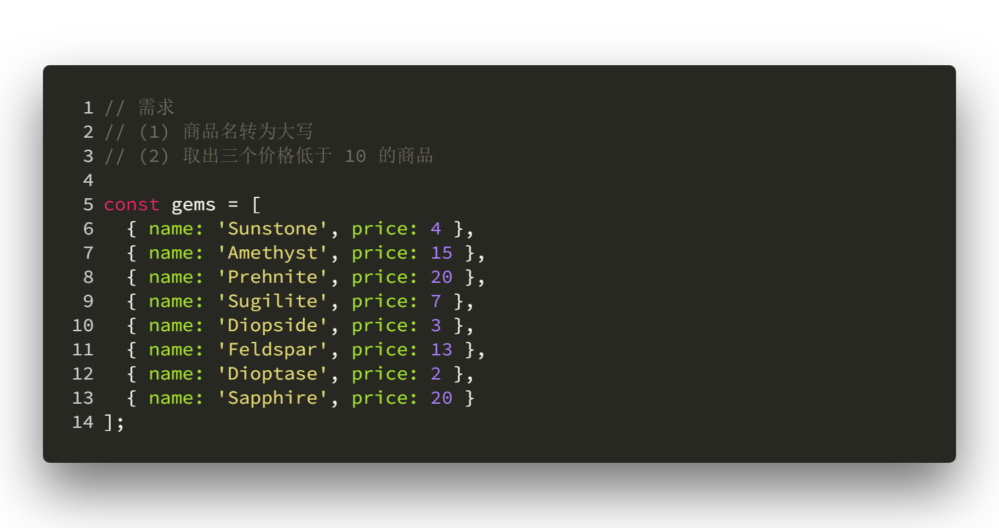 1 // 需求
2 // (1) 商品名转为大写
3 // (2) 取出三个价格低于 10 的商品
4
5 const gems = [
6   { name: 'Sunstone', price: 4 },
7   { name: 'Amethyst', price: 15 },
8   { name: 'Prehnite', price: 20 },
9   { name: 'Sugilite', price: 7 },
10   { name: 'Diopside', price: 3 },
11   { name: 'Feldspar', price: 13 },
12   { name: 'Dioptase', price: 2 },
13   { name: 'Sapphire', price: 20 }
14 ];